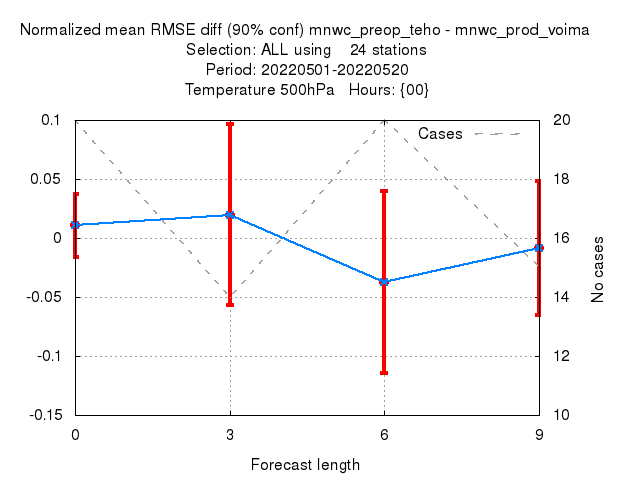 Normalized mean RMSE diff (90% conf) mnwc_preop_teho - mnwc_prod_voima
Selection: ALL using    24 stations
Period: 20220501-20220520
Temperature 500hPa   Hours: {00}
0.1
0.05
0
-0.05
-0.1
-0.15
Cases
20
18
16
14
12
10
No cases
0 3 6 9
Forecast length